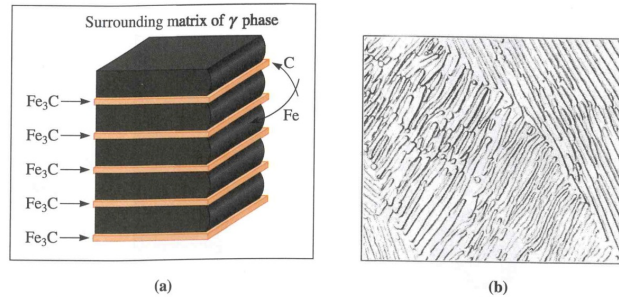 Surrounding matrix of γ phase
C
Fe₃C
Fe
Fe₃C
Fe₃C
Fe₃C
Fe₃C
(a)
(b)